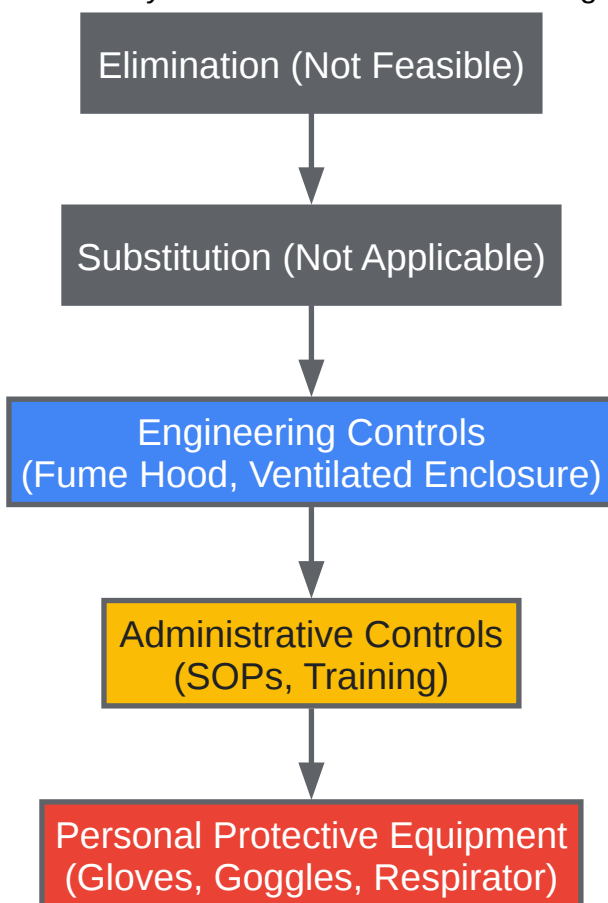 Elimination (Not Feasible)
Substitution (Not Applicable)
Engineering Controls
(Fume Hood, Ventilated Enclosure)
Administrative Controls
(SOPs, Training)
Personal Protective Equipment
(Gloves, Goggles, Respirator)